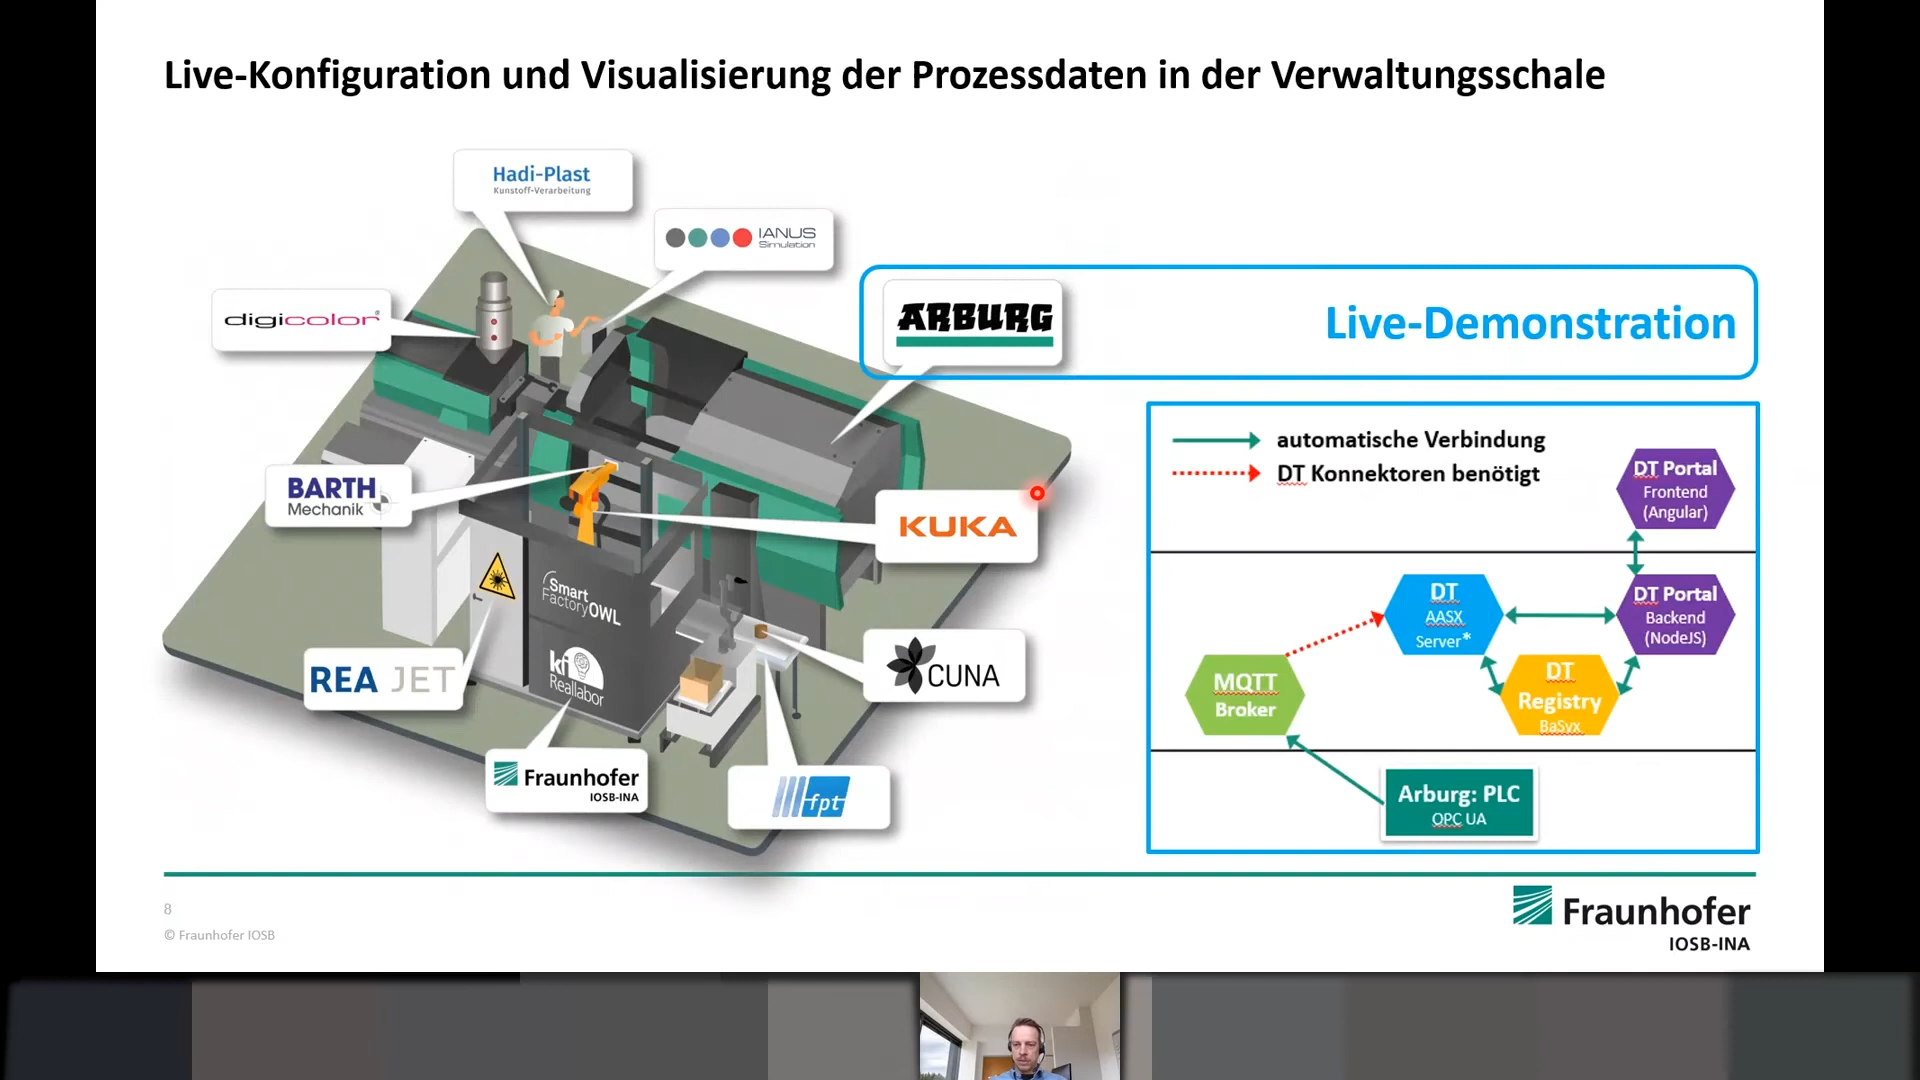 Live-Konfiguration und Visualisierung der Prozessdaten in der Verwaltungsschale
Hadi-Plast
Kunstoff-Verarbeitung
IANUS
Simulation
digicolor®
ARBURG
Live-Demonstration
automatische Verbindung
DT Konnektoren benötigt
DT Portal
Frontend
(Angular)
BARTH
Mechanik
KUKA
Smart
FactoryOWL
DT
AASX
Server*
DT Portal
Backend
(NodeJS)
REA JET
ki
Reallabor
CUNA
MQTT
Broker
DT
Registry
BaSyx
Fraunhofer
IOSB-INA
fpt
Arburg: PLC
OPC UA
8
© Fraunhofer IOSB
Fraunhofer
IOSB-INA